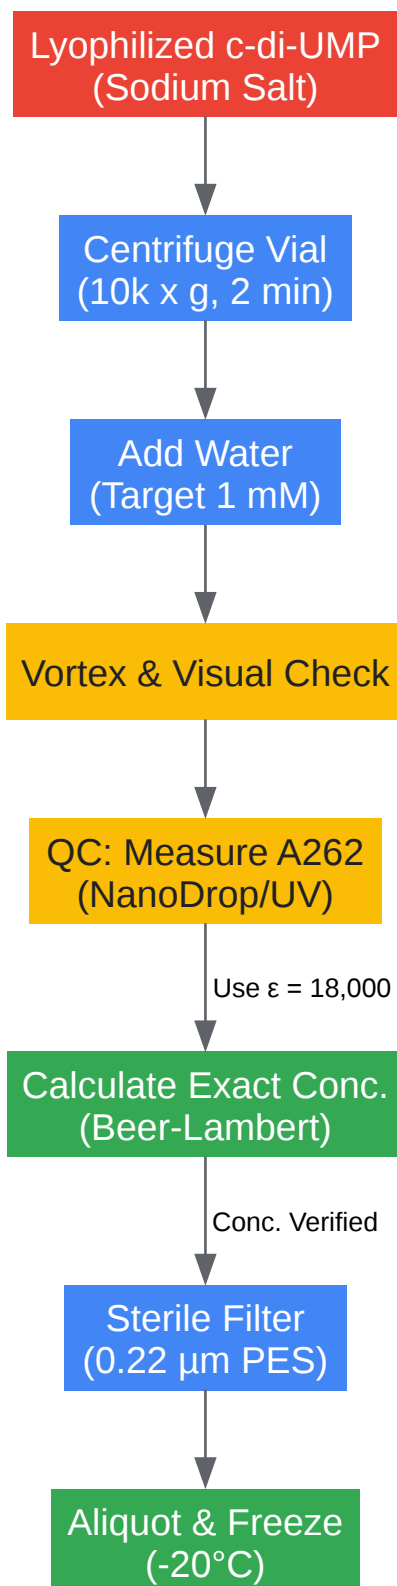 Lyophilized c-di-UMP
(Sodium Salt)
Centrifuge Vial
(10k x g, 2 min)
Add Water
(Target 1 mM)
Vortex & Visual Check
QC: Measure A262
(NanoDrop/UV)
Use ε = 18,000
Calculate Exact Conc.
(Beer-Lambert)
Conc. Verified
Sterile Filter
(0.22 µm PES)
Aliquot & Freeze
(-20°C)